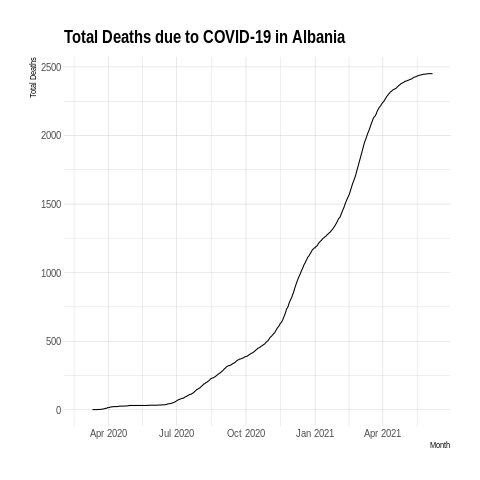 Total Deaths due to COVID-19 in Albania
Total Deaths
2500
2000
1500
1000
500
0
Apr 2020 Jul 2020 Oct 2020 Jan 2021 Apr 2021
Month